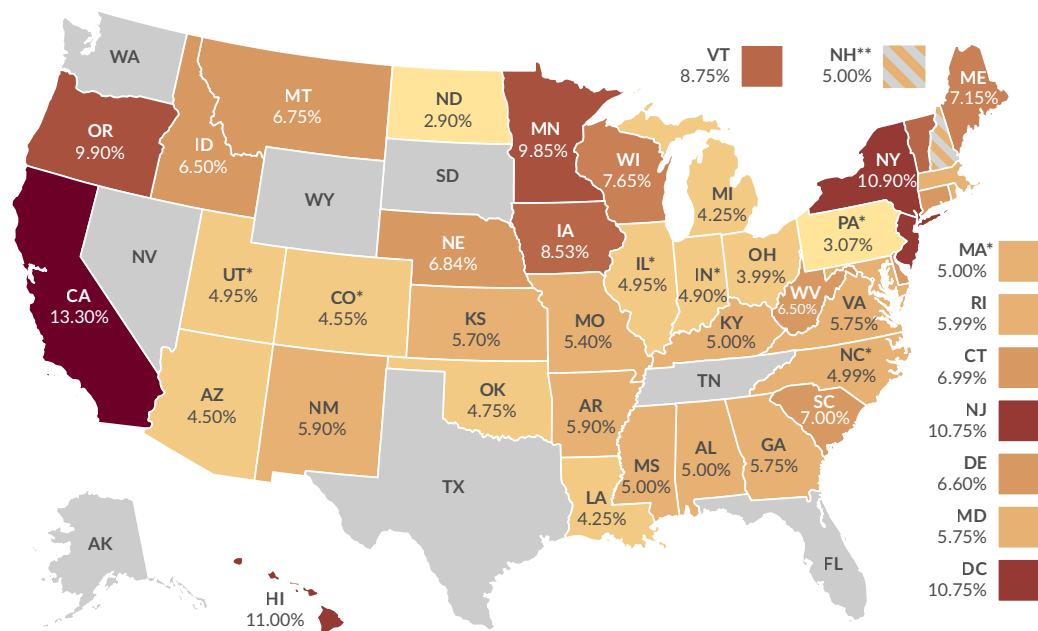 WA
OR
9.90%
CA
13.30%
NV
ID
6.50%
MT
6.75%
WY
UT*
4.95%
AZ
4.50%
CO*
4.55%
NM
5.90%
ND
2.90%
SD
NE
6.84%
KS
5.70%
OK
4.75%
TX
MN
9.85%
IA
8.53%
MO
5.40%
AR
5.90%
LA
4.25%
WI
7.65%
IL*
4.95%
MI
4.25%
IN*
4.90%
OH
3.99%
KY
5.00%
TN
MS
5.00%
AL
5.00%
GA
5.75%
FL
SC
7.00%
NC*
4.99%
VA
5.75%
WV
6.50%
PA*
3.07%
NY
10.90%
ME
7.15%
VT
8.75%
NH**
5.00%
MA*
5.00%
RI
5.99%
CT
6.99%
NJ
10.75%
DE
6.60%
MD
5.75%
DC
10.75%
AK
HI
11.00%